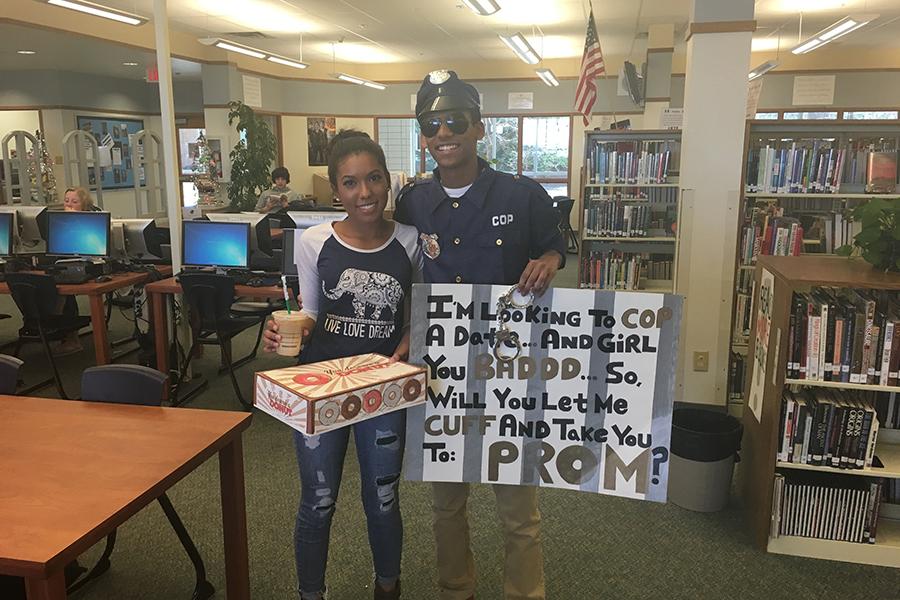 COP
LIVE LOVE DREAM
DONUT
I'M LOOKING TO COP
A DATE... AND GIRL
YOU BADDD... SO,
WILL YOU LET ME
CUFF AND TAKE YOU
TO: PROM?